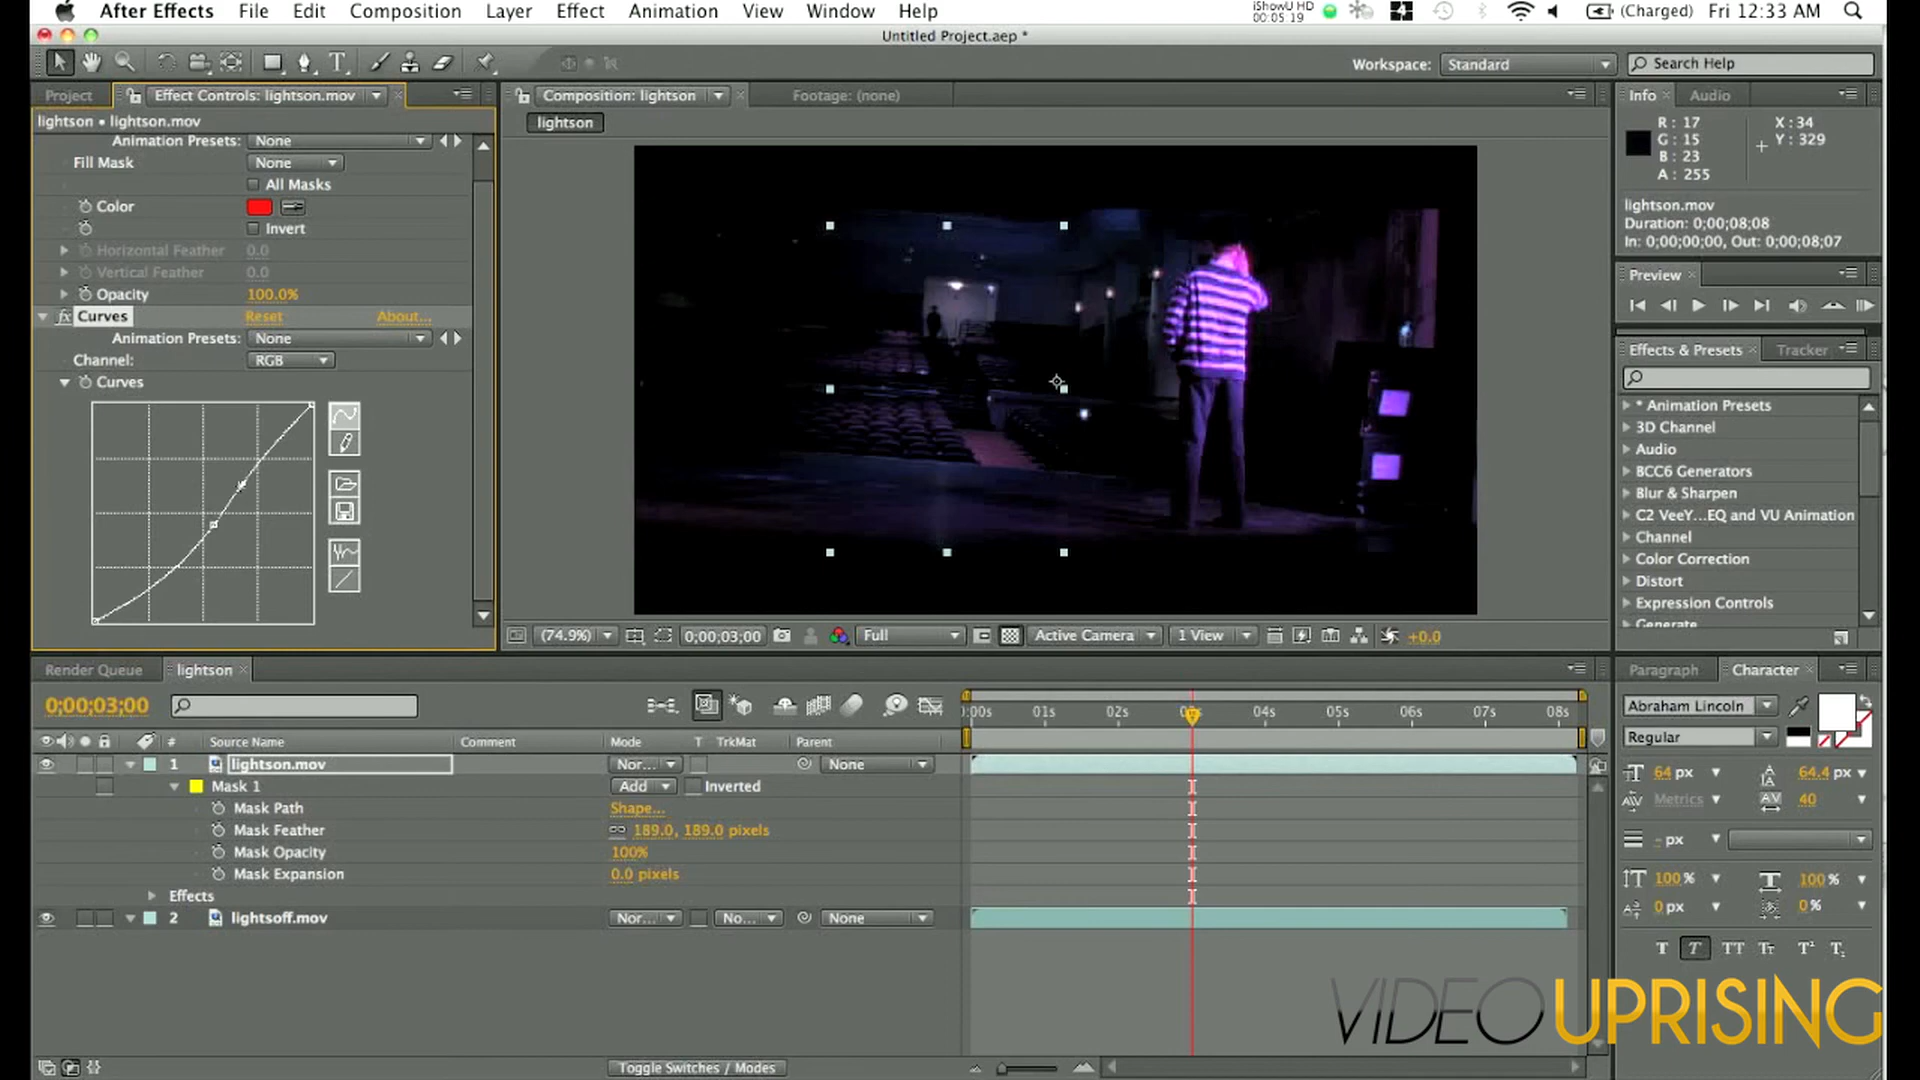 After Effects File Edit Composition Layer Effect Animation View Window Help
iShowU HD
00:05 19
(Charged) Fri 12:33 AM
Untitled Project.aep *
Workspace: Standard Search Help
Project Effect Controls: lightson.mov
Composition: lightson Footage: (none)
Info Audio
lightson • lightson.mov
lightson
Animation Presets: None
Fill Mask None
All Masks
Color
Invert
Horizontal Feather 0.0
Vertical Feather 0.0
Opacity 100.0%
Curves Reset About...
Animation Presets: None
Channel: RGB
Curves
R: 17 X: 34
G: 15 Y: 329
B: 23
A: 255
lightson.mov
Duration: 0;00;08;08
In: 0;00;00;00, Out: 0;00;08;07
Preview
Effects & Presets Tracker
* Animation Presets
3D Channel
Audio
BCC6 Generators
Blur & Sharpen
C2 VeeY...EQ and VU Animation
Channel
Color Correction
Distort
Expression Controls
Generate
(74.9%) 0;00;03;00 Full Active Camera 1 View +0.0
Render Queue lightson
0;00;03;00
:00s 01s 02s 04s 05s 06s 07s 08s
# Source Name Comment Mode T TrkMat Parent
1 lightson.mov Nor... None
Mask 1 Add Inverted
Mask Path Shape...
Mask Feather 189.0, 189.0 pixels
Mask Opacity 100%
Mask Expansion 0.0 pixels
Effects
2 lightsoff.mov Nor... No... None
Toggle Switches / Modes
Paragraph Character
Abraham Lincoln
Regular
64 px 64.4 px
Metrics 40
- px
100 % 100 %
0 px 0 %
T T TT Tt T¹ T₁
VIDEOUPRISING